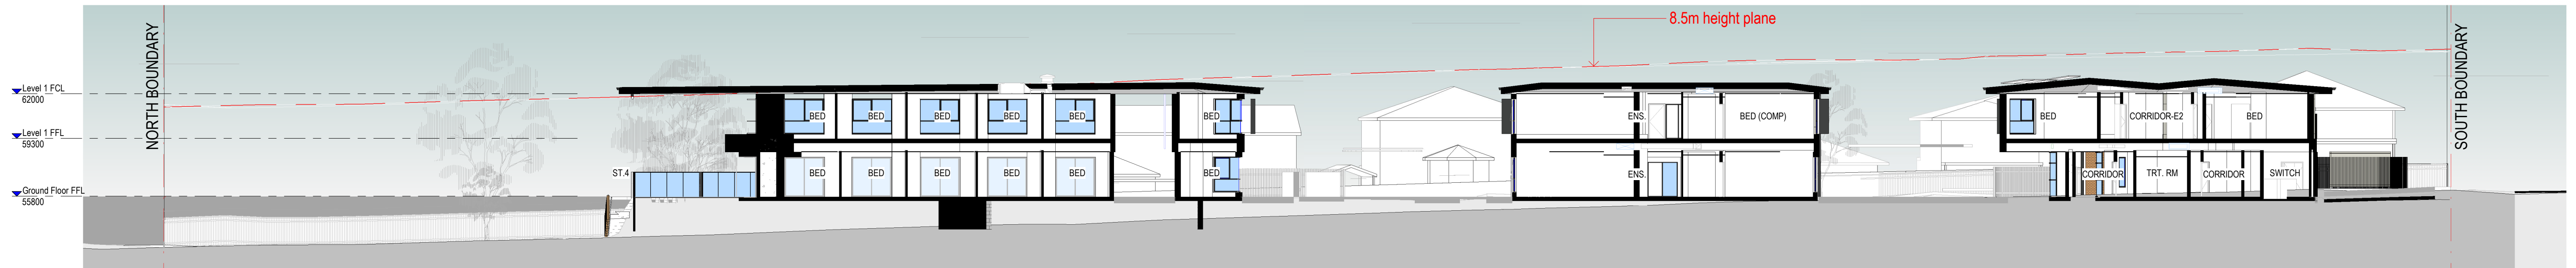 8.5m height plane
NORTH BOUNDARY
SOUTH BOUNDARY
Level 1 FCL
62000
Level 1 FFL
59300
Ground Floor FFL
55800
BED
BED
BED
BED
BED
BED
ENS.
BED (COMP)
BED
CORRIDOR-E2
BED
ST.4
BED
BED
BED
BED
BED
BED
ENS.
CORRIDOR
TRT. RM
CORRIDOR
SWITCH